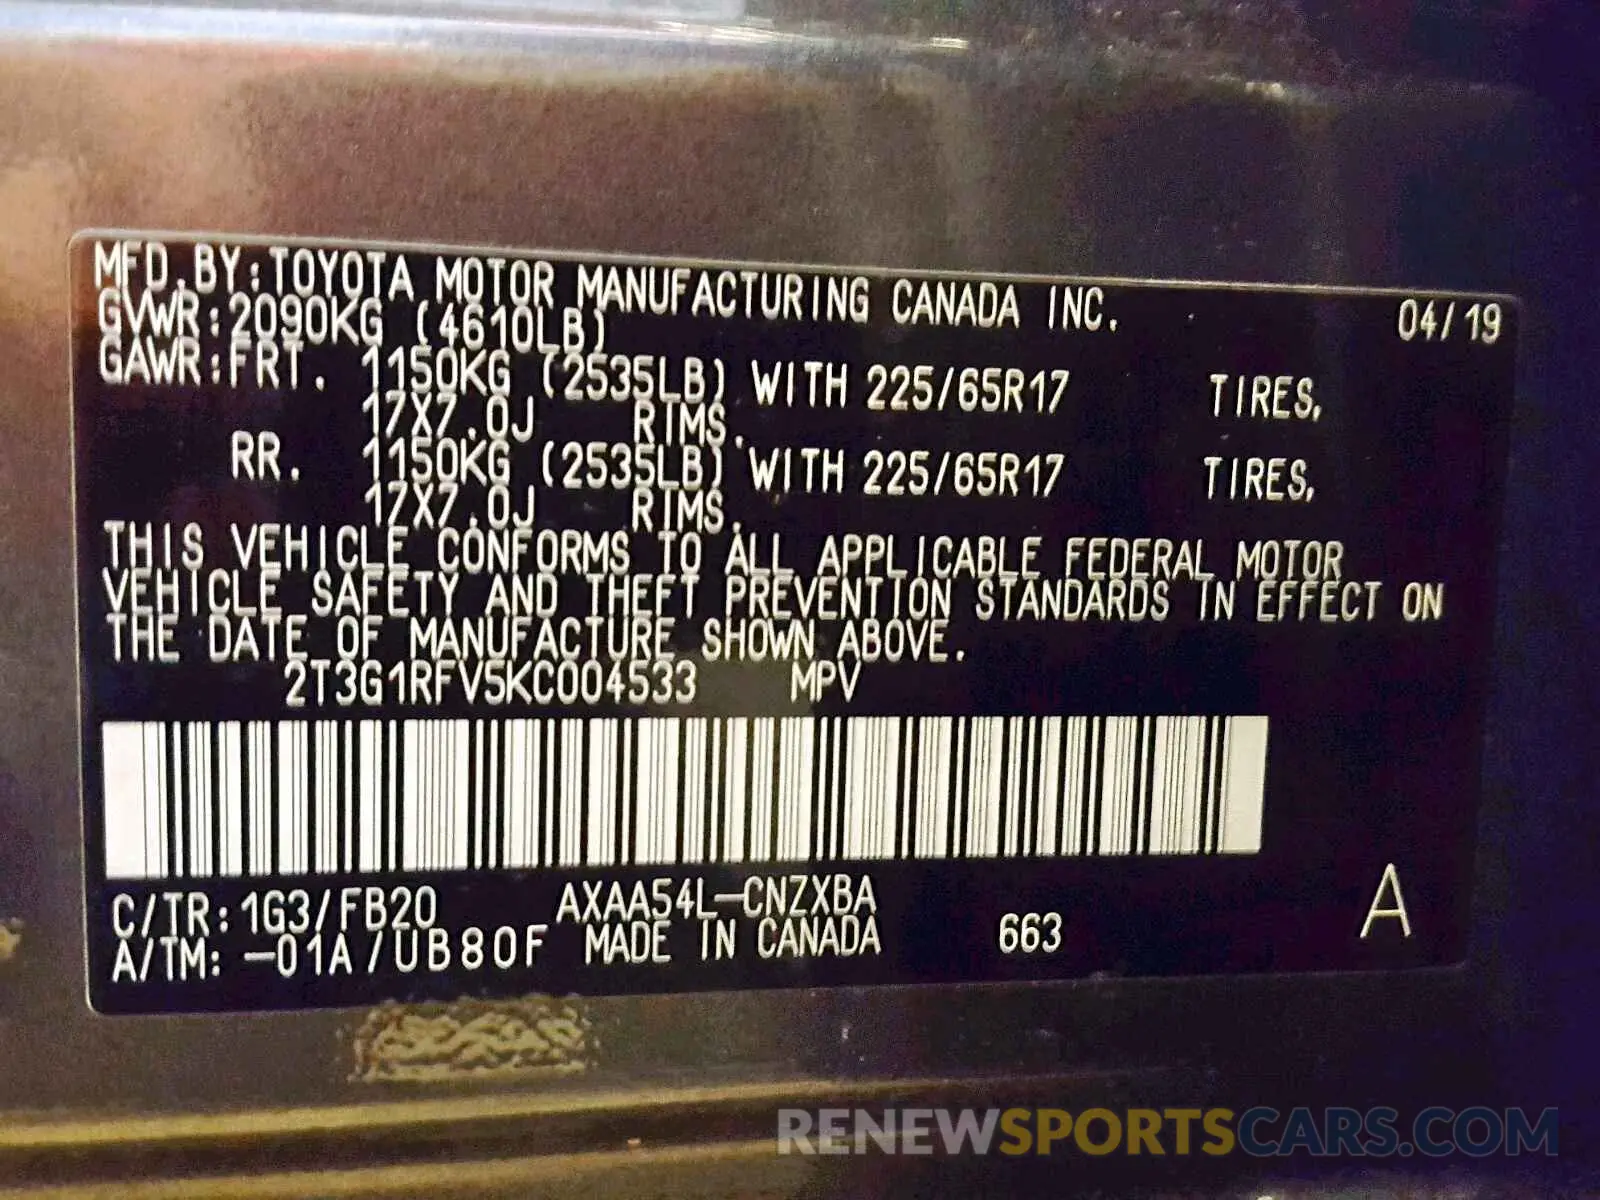 MFD.BY:TOYOTA MOTOR MANUFACTURING CANADA INC. 04/19
GVWR:2090KG (4610LB)
GAWR:FRT. 1150KG (2535LB) WITH 225/65R17 TIRES,
17X7.0J RIMS.
RR. 1150KG (2535LB) WITH 225/65R17 TIRES,
17X7.0J RIMS.
THIS VEHICLE CONFORMS TO ALL APPLICABLE FEDERAL MOTOR
VEHICLE SAFETY AND THEFT PREVENTION STANDARDS IN EFFECT ON
THE DATE OF MANUFACTURE SHOWN ABOVE.
2T3G1RFV5KC004533 MPV
C/TR:1G3/FB20 AXAA54L-CNZXBA
A/TM:-01A/UB80F MADE IN CANADA 663 A
RENEWSPORTSCARS.COM